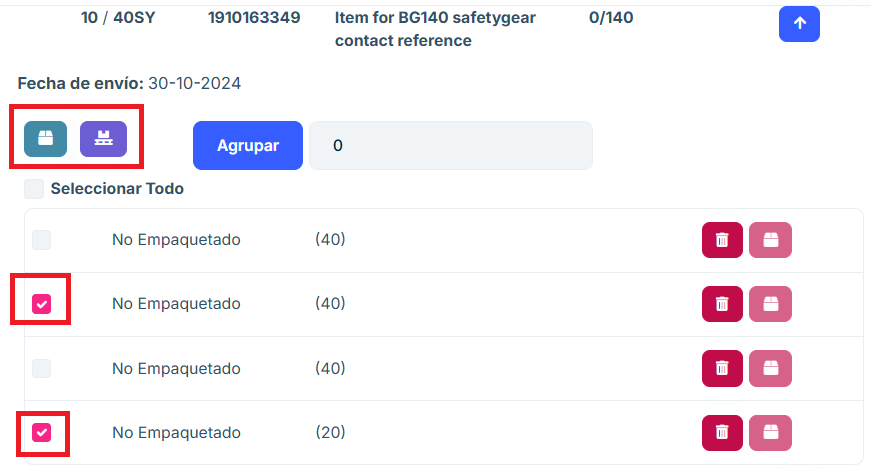 10 / 40SY 1910163349 Item for BG140 safetygear 0/140
contact reference
Fecha de envío: 30-10-2024
Agrupar 0
Seleccionar Todo
No Empaquetado (40)
No Empaquetado (40)
No Empaquetado (40)
No Empaquetado (20)